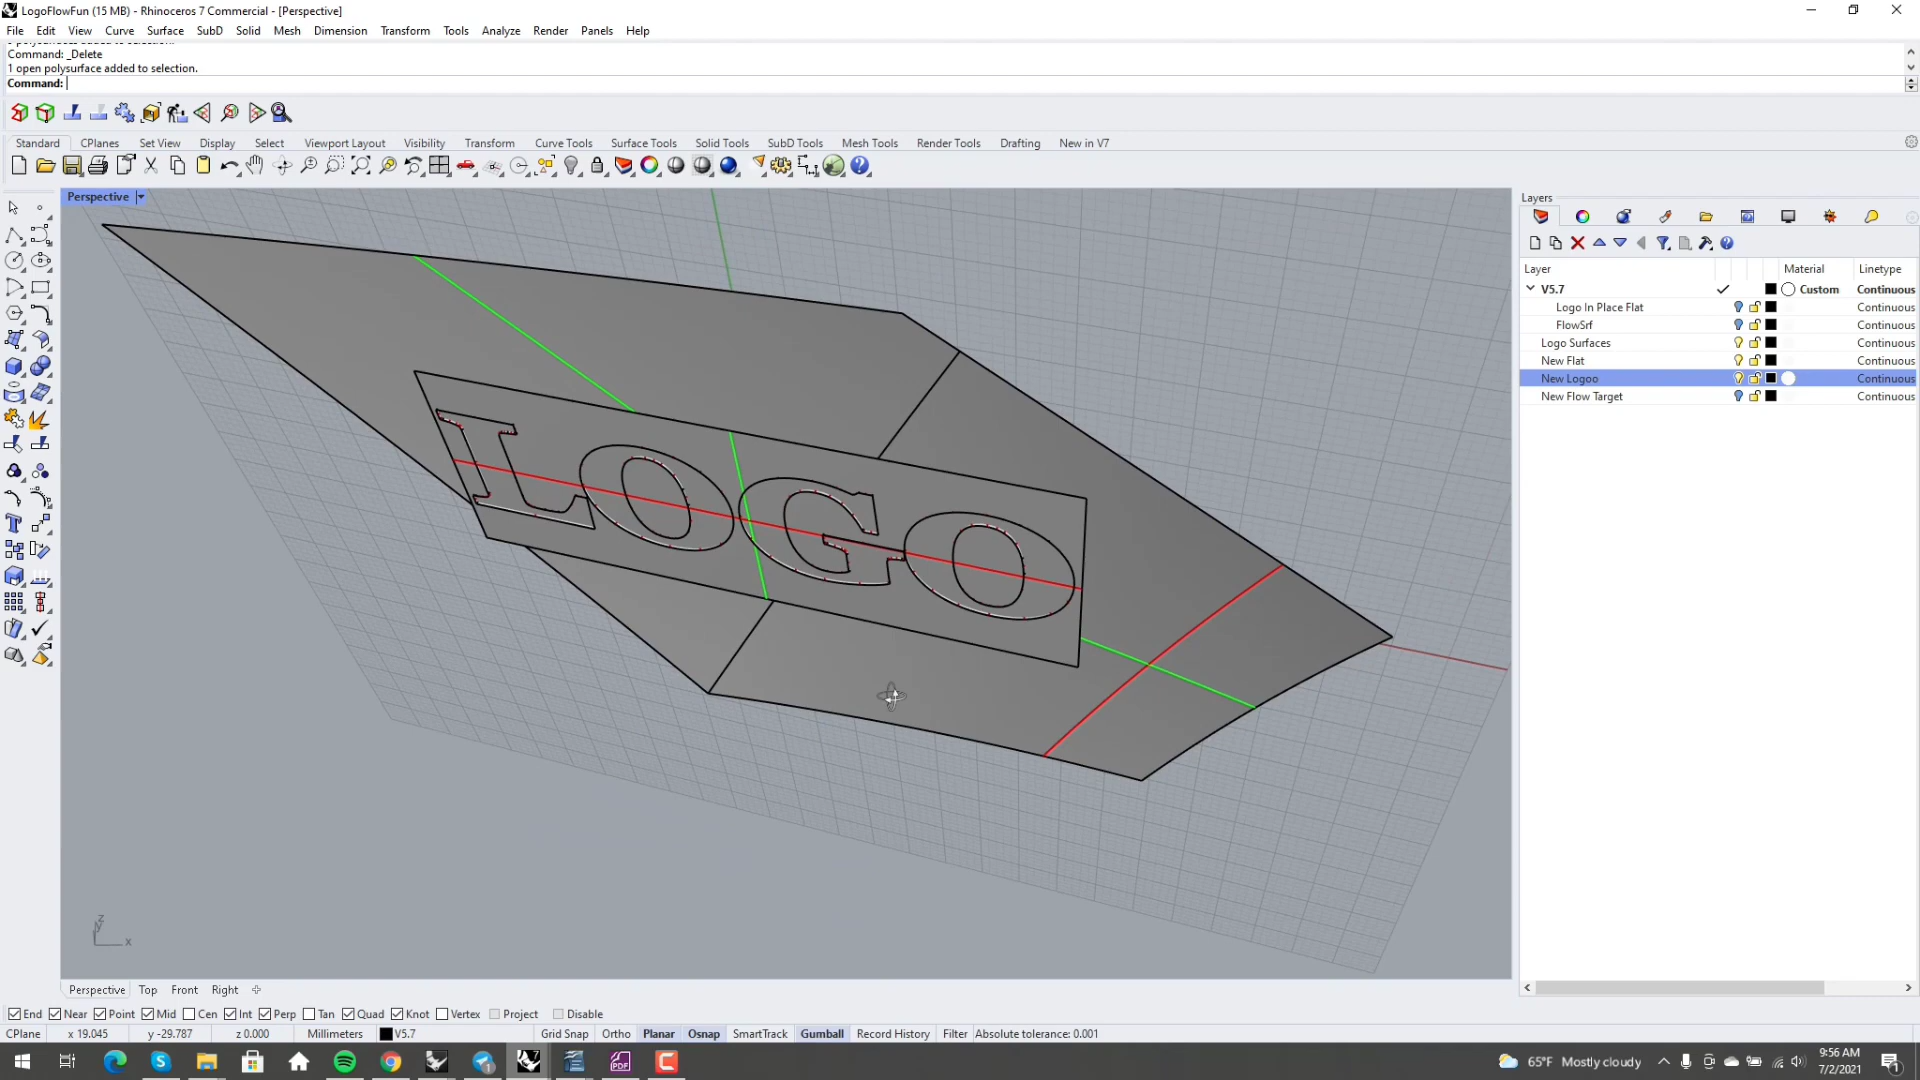 LogoFlowFun (15 MB) - Rhinoceros 7 Commercial - [Perspective]
File Edit View Curve Surface SubD Solid Mesh Dimension Transform Tools Analyze Render Panels Help
Command: _Delete
1 open polysurface added to selection.
Command:
Standard CPlanes Set View Display Select Viewport Layout Visibility Transform Curve Tools Surface Tools Solid Tools SubD Tools Mesh Tools Render Tools Drafting New in V7
Perspective
Layers
Layer Material Linetype
V5.7 Custom Continuous
Logo In Place Flat Continuous
FlowSrf Continuous
Logo Surfaces Continuous
New Flat Continuous
New Logoo Continuous
New Flow Target Continuous
LOGO
z
y
x
Perspective Top Front Right
End Near Point Mid Cen Int Perp Tan Quad Knot Vertex Project Disable
CPlane x 19.045 y -29.787 z 0.000 Millimeters V5.7 Grid Snap Ortho Planar Osnap SmartTrack Gumball Record History Filter Absolute tolerance: 0.001
PDF
65°F Mostly cloudy
9:56 AM
7/2/2021